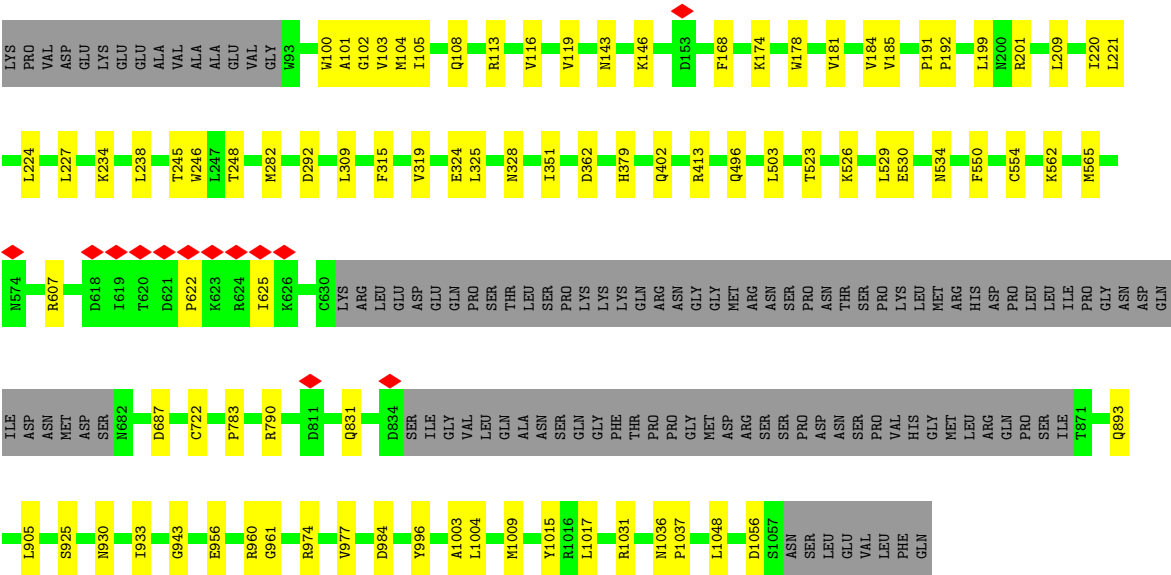 LYS PRO VAL ASP GLU LYS GLU GLU ALA VAL ALA ALA GLU VAL GLY W93 W100 A101 G102 V103 M104 I105 Q108 R113 V116 V119 N143 K146 D153 F168 K174 W178 V181 V184 V185 P191 P192 L199 N200 R201 L209 I220 L221
L224 L227 K234 L238 T245 W246 L247 T248 M282 D292 L309 F315 V319 E324 L325 N328 I351 D362 H379 Q402 R413 Q496 L503 T523 K526 L529 E530 N534 F550 C554 K562 M565
N574 R607 D618 I619 T620 D621 P622 K623 R624 I625 K626 C630 LYS ARG LEU GLU ASP GLU GLN PRO SER THR LEU SER PRO LYS LYS LYS GLN ARG ASN GLY GLY MET ARG ASN SER PRO ASN THR SER PRO LYS LEU MET ARG HIS ASP PRO LEU LEU ILE PRO GLY ASN ASP GLN
ILE ASP ASN MET ASP SER N682 D687 C722 P783 R790 D811 Q831 D834 SER ILE GLY VAL LEU GLN ALA ASN SER GLN GLY PHE THR PRO PRO GLY MET ASP ARG SER SER PRO ASP ASN SER PRO VAL HIS GLY MET LEU ARG GLN PRO SER ILE T871 Q893
L905 S925 N930 I933 G943 E956 R960 G961 R974 V977 D984 Y996 A1003 L1004 M1009 Y1015 R1016 L1017 R1031 N1036 P1037 L1048 D1056 S1057 ASN SER LEU GLU VAL LEU PHE GLN